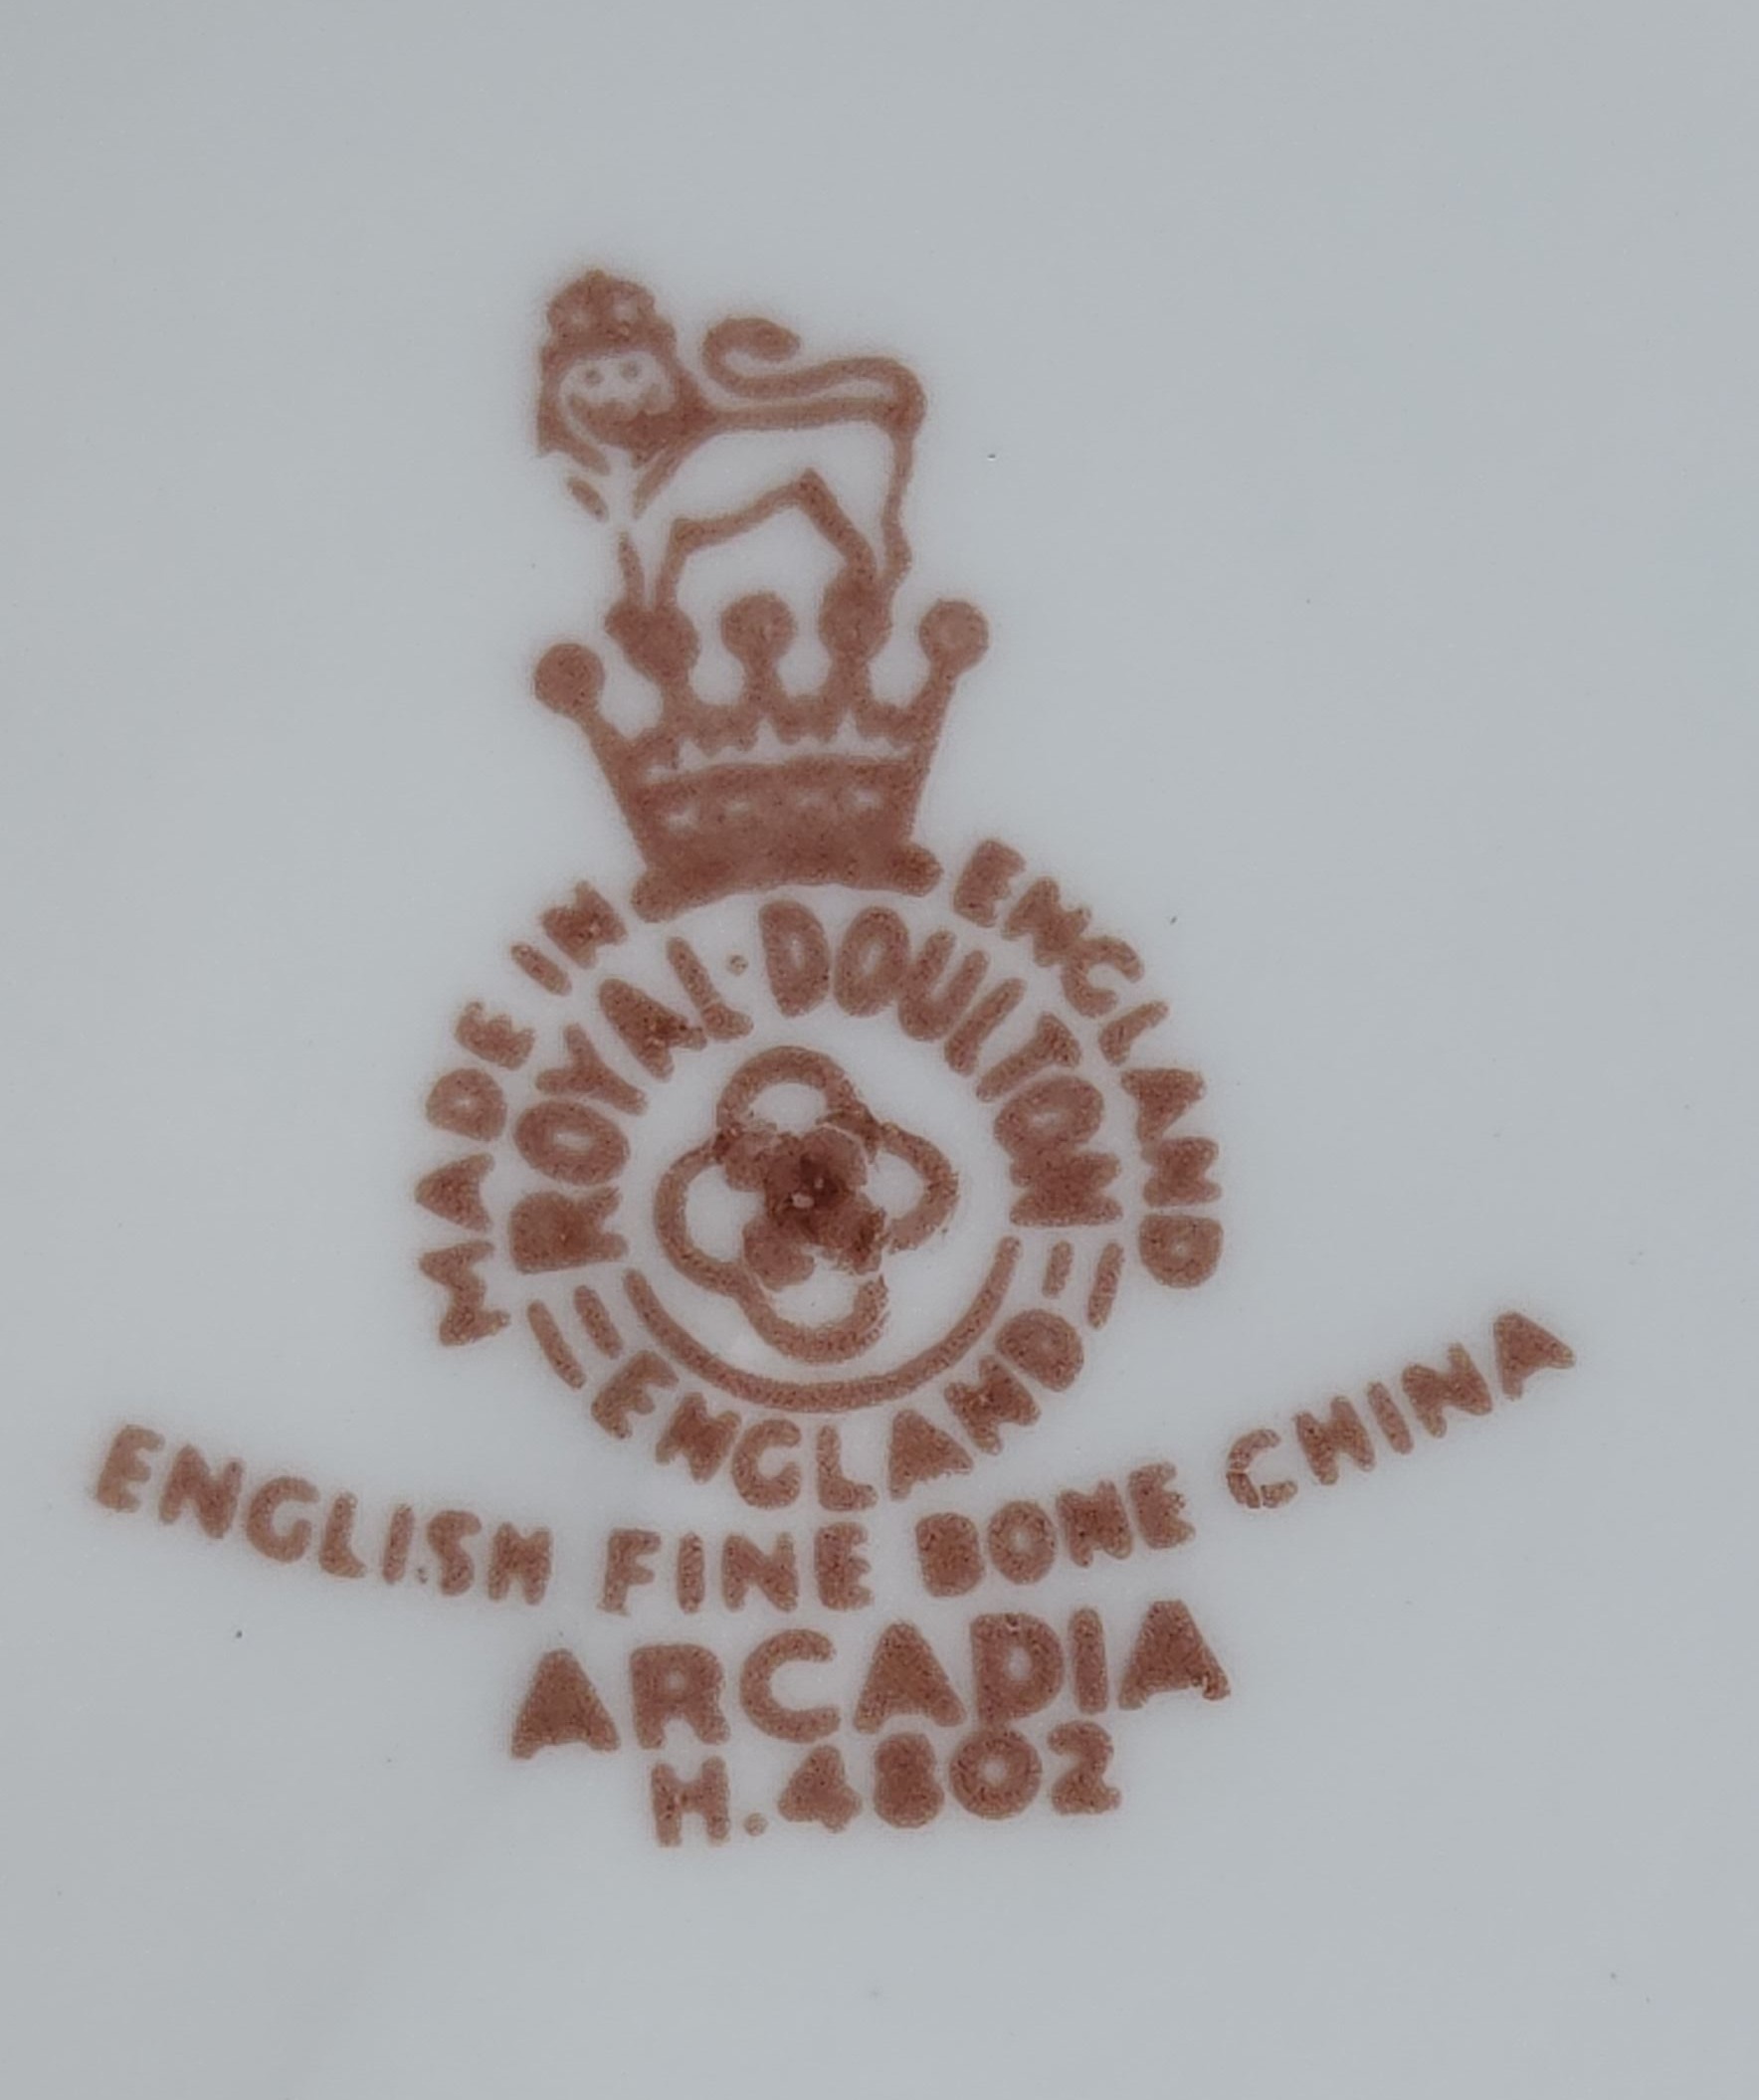 MADE IN ENGLAND
ROYAL·DOULTON
ENGLAND
ENGLISH FINE BONE CHINA
ARCADIA
H.4802